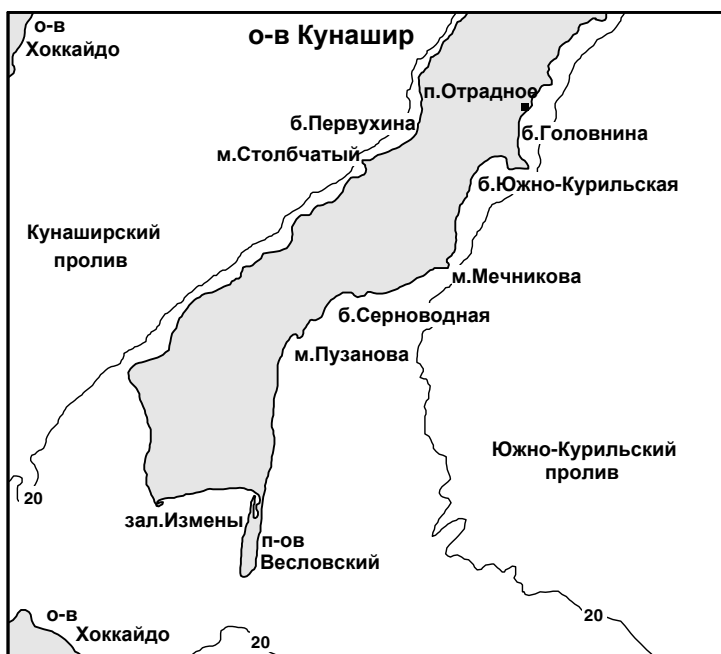 о-в
Хоккайдо
о-в Кунашир
п.Отрадное
б.Первухина
б.Головнина
м.Столбчатый
б.Южно-Курильская
Кунаширский
пролив
м.Мечникова
б.Серноводная
м.Пузанова
Южно-Курильский
пролив
20
зал.Измены
п-ов
Весловский
о-в
Хоккайдо
20
20